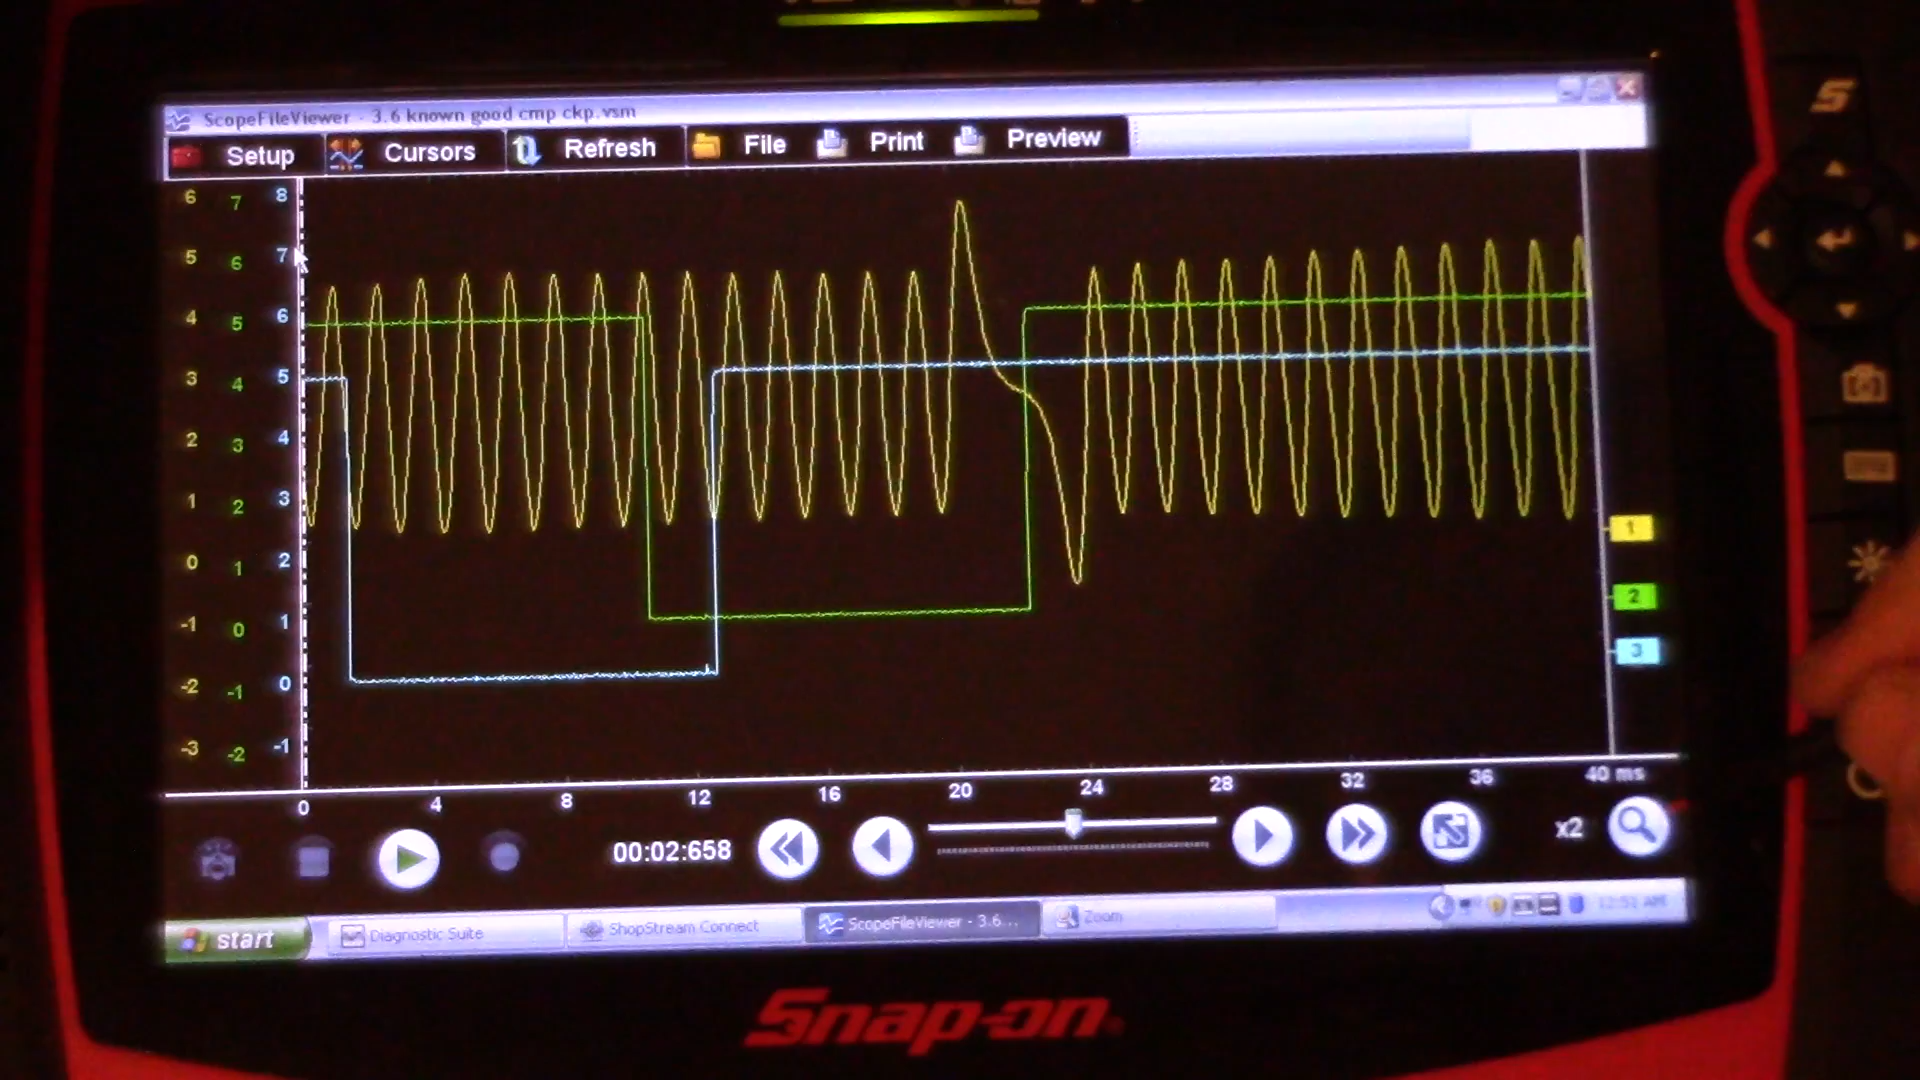 ScopeFileViewer - 3.6 known good cmp ckp.vsm
Setup Cursors Refresh File Print Preview
6 7 8
5 6 7
4 5 6
3 4 5
2 3 4
1 2 3
0 1 2
-1 0 1
-2 -1 0
-3 -2 -1
1
2
3
0 4 8 12 16 20 24 28 32 36 40 ms
00:02:658
x2
start Diagnostic Suite ShopStream Connect ScopeFileViewer - 3.6... Zoom 12:51 AM
Snap-on
S